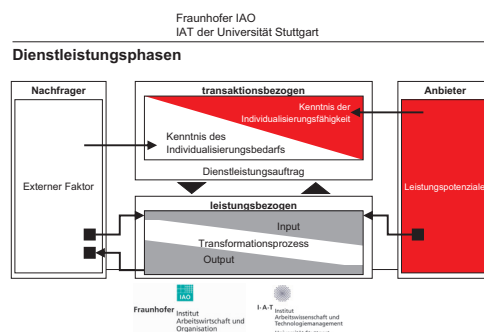 Fraunhofer IAO
IAT der Universität Stuttgart
Dienstleistungsphasen
Nachfrager
transaktionsbezogen
Anbieter
Kenntnis der
Individualisierungsfähigkeit
Kenntnis des
Individualisierungsbedarfs
Dienstleistungsauftrag
Externer Faktor
Leistungspotenziale
leistungsbezogen
Input
Transformationsprozess
Output
IAO
Fraunhofer Institut
Arbeitswirtschaft und
Organisation
I·A·T Institut
Arbeitswissenschaft und
Technologiemanagement